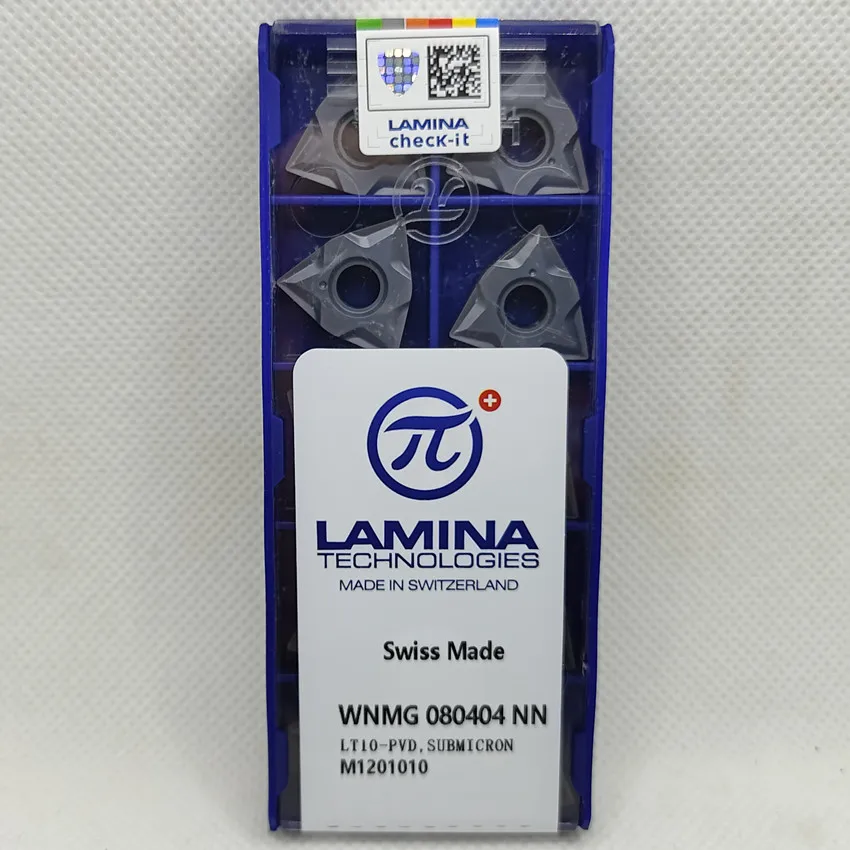 LAMINA
checK-it
π
LAMINA
TECHNOLOGIES
MADE IN SWITZERLAND
Swiss Made
WNMG 080404 NN
LT10-PVD,SUBMICRON
M1201010